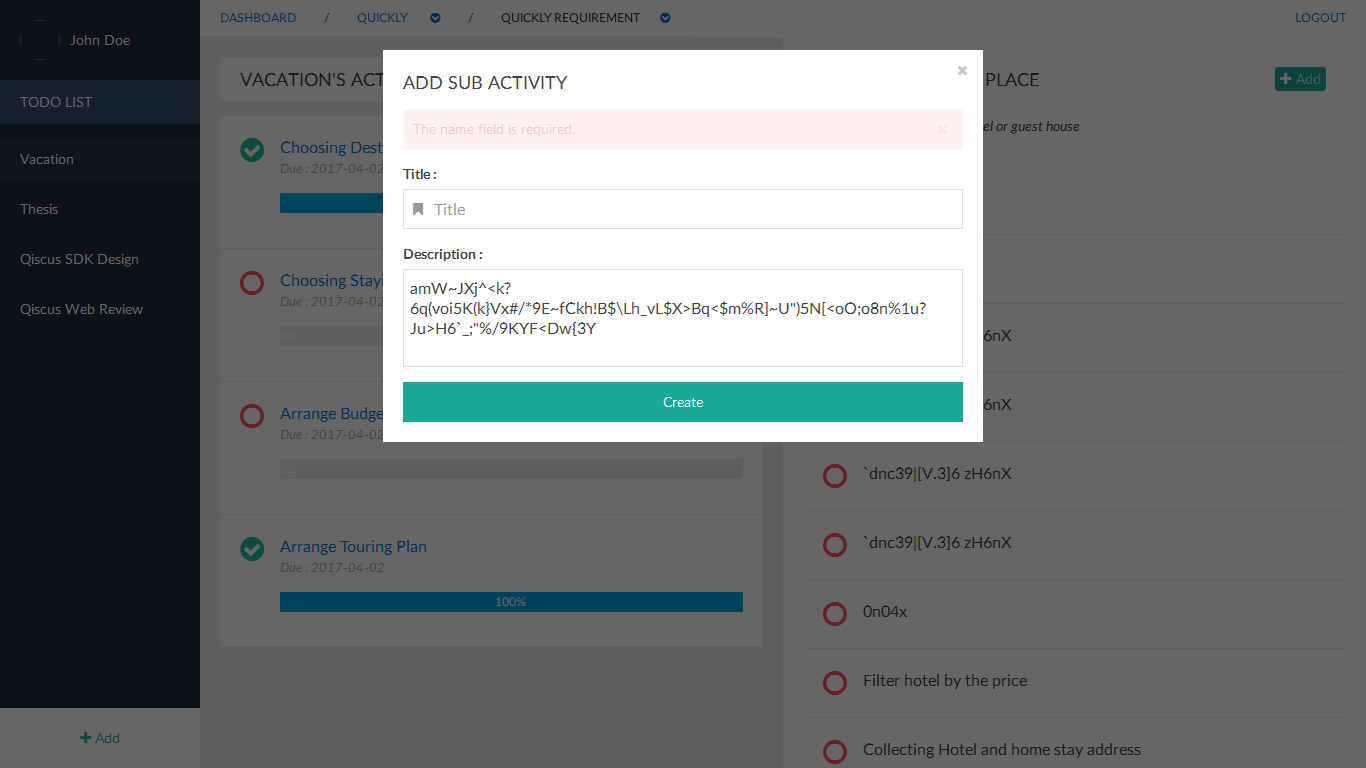 DASHBOARD / QUICKLY / QUICKLY REQUIREMENT LOGOUT
John Doe
TODO LIST
Vacation
Thesis
Qiscus SDK Design
Qiscus Web Review
+ Add
VACATION'S ACT
Choosing Dest
Due : 2017-04-02
Choosing Stayi
0%
Arrange Budge
Due : 2017-04-02
0%
Arrange Touring Plan
Due : 2017-04-02
100%
ADD SUB ACTIVITY
The name field is required.
Title :
Title
Description :
amW~JXj^<k?
6q(voi5K(k}Vx#/*9E~fCkh!B$\Lh_vL$X>Bq<$m%R]~U")5N[<oO;o8n%1u?
Ju>H6`_;"%/9KYF<Dw{3Y
Create
PLACE
+ Add
el or guest house
6nX
6nX
`dnc39|[V.3]6 zH6nX
`dnc39|[V.3]6 zH6nX
0n04x
Filter hotel by the price
Collecting Hotel and home stay address